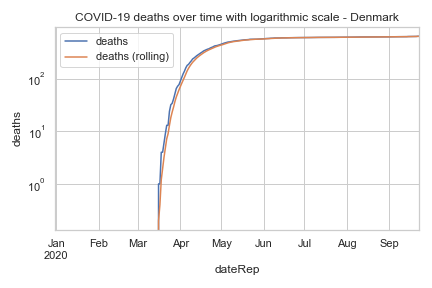 COVID-19 deaths over time with logarithmic scale - Denmark
deaths
deaths (rolling)
10²
10¹
10⁰
deaths
Jan Feb Mar Apr May Jun Jul Aug Sep
2020
dateRep